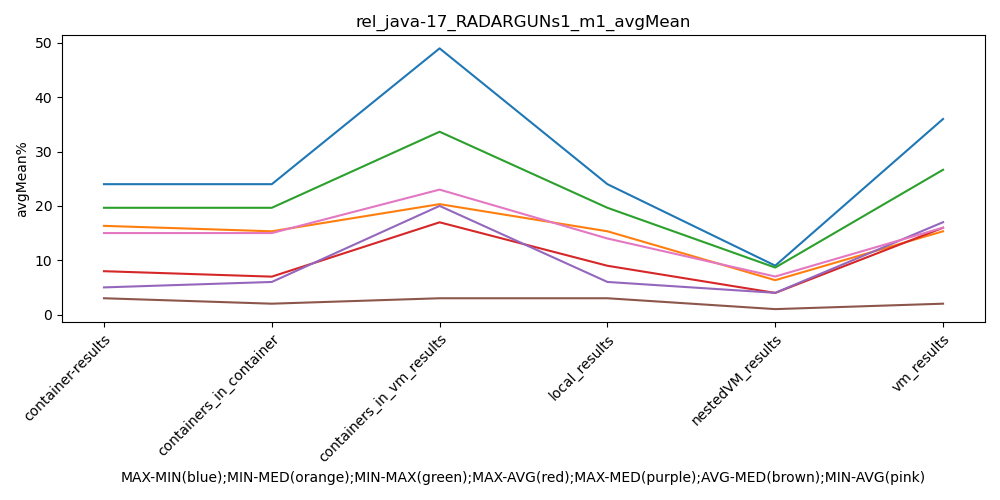 rel_java-17_RADARGUNs1_m1_avgMean
50
40
30
20
10
0
avgMean%
container-results
containers_in_container
containers_in_vm_results
local_results
nestedVM_results
vm_results
MAX-MIN(blue);MIN-MED(orange);MIN-MAX(green);MAX-AVG(red);MAX-MED(purple);AVG-MED(brown);MIN-AVG(pink)